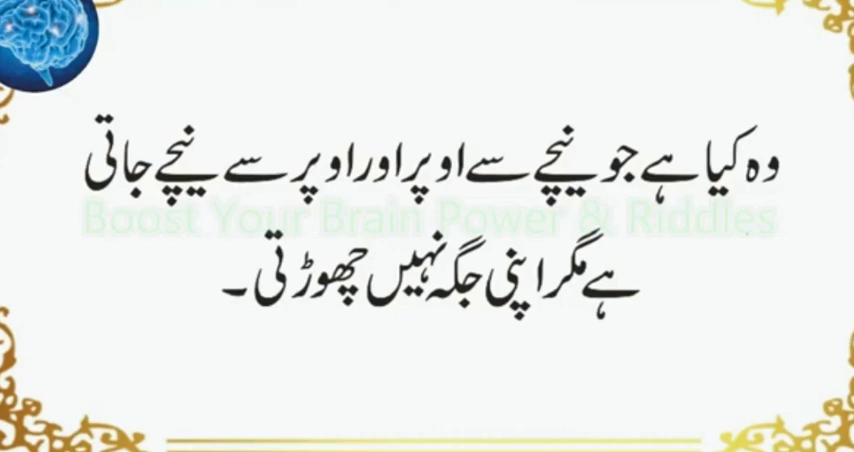 وہ کیا ہے جو نیچے سے اوپر اور اوپر سے نیچے جاتی
Boost Your Brain Power & Riddles
ہے مگر اپنی جگہ نہیں چھوڑتی۔